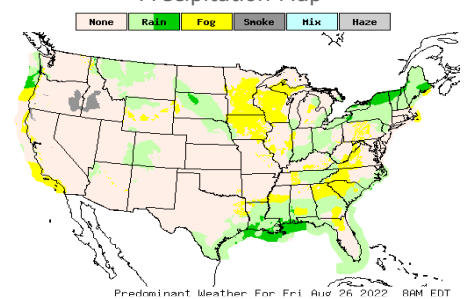 Precipitation Map
None Rain Fog Smoke Mix Haze
Predominant Weather For Fri Aug 26 2022 8AM EDT